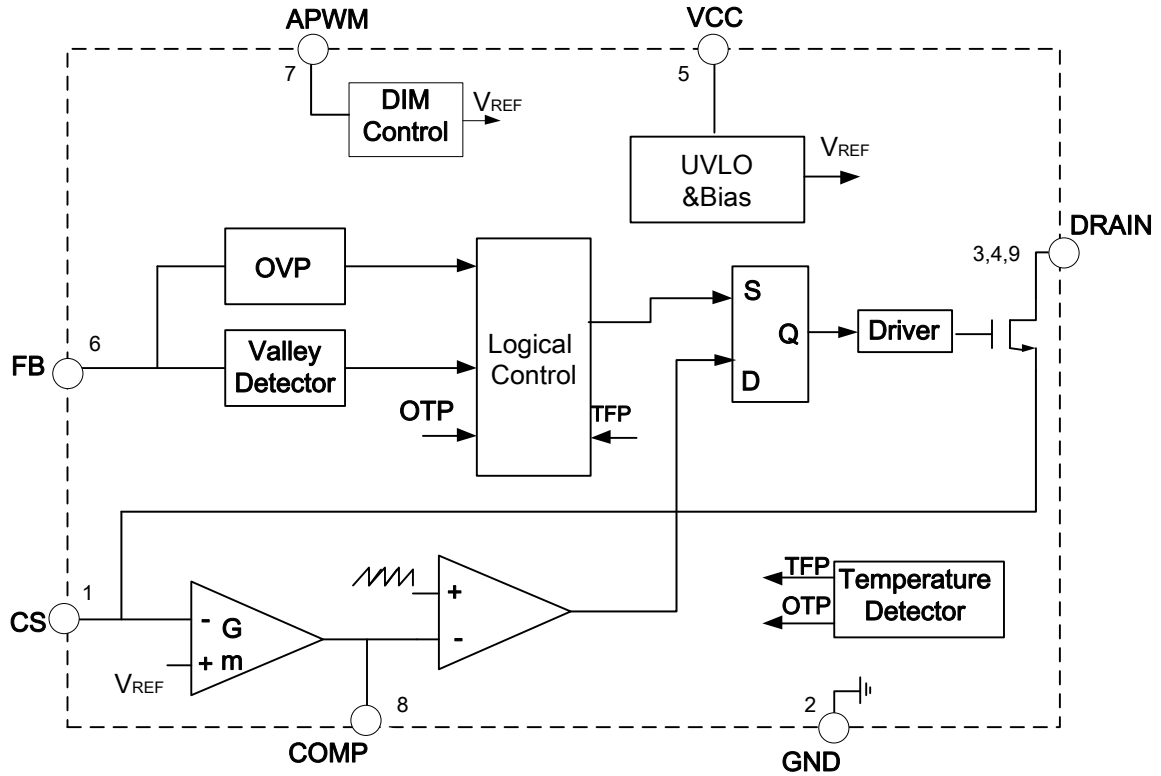 APWM
7
VCC
5
DIM
Control
VREF
UVLO
&Bias
VREF
DRAIN
3,4,9
OVP
FB
6
Valley
Detector
Logical
Control
OTP
TFP
S
Q
D
Driver
CS
1
-
G
+
m
VREF
+
-
COMP
8
TFP
OTP
Temperature
Detector
2
GND